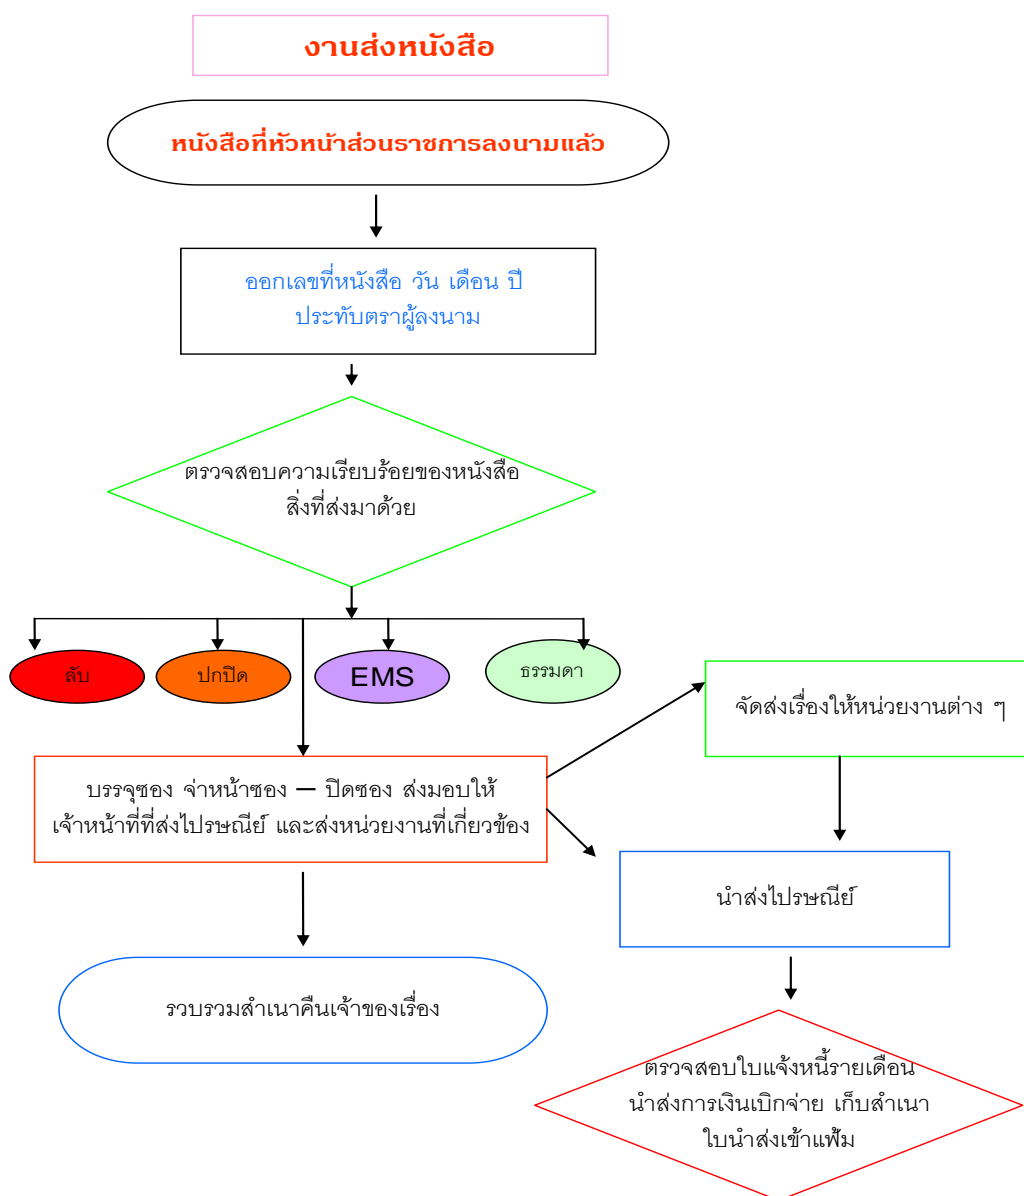 งานส่งหนังสือ
หนังสือที่หัวหน้าส่วนราชการลงนามแล้ว
ออกเลขที่หนังสือ วัน เดือน ปี
ประทับตราผู้ลงนาม
ตรวจสอบความเรียบร้อยของหนังสือ
สิ่งที่ส่งมาด้วย
ลับ
ปกปิด
EMS
ธรรมดา
จัดส่งเรื่องให้หน่วยงานต่าง ๆ
บรรจุซอง จ่าหน้าซอง – ปิดซอง ส่งมอบให้
เจ้าหน้าที่ที่ส่งไปรษณีย์ และส่งหน่วยงานที่เกี่ยวข้อง
นำส่งไปรษณีย์
รวบรวมสำเนาคืนเจ้าของเรื่อง
ตรวจสอบใบแจ้งหนี้รายเดือน
นำส่งการเงินเบิกจ่าย เก็บสำเนา
ใบนำส่งเข้าแฟ้ม